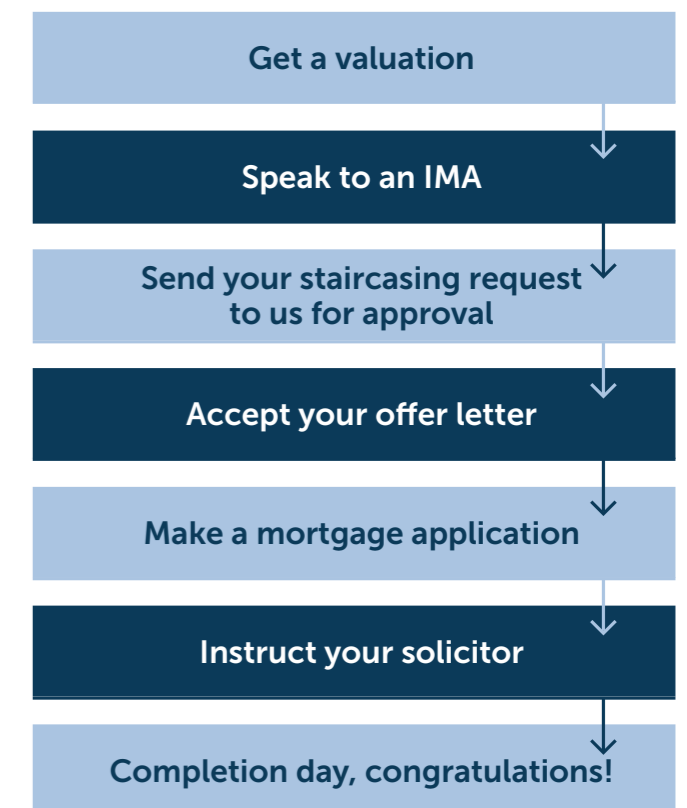 Get a valuation
Speak to an IMA
Send your staircasing request
to us for approval
Accept your offer letter
Make a mortgage application
Instruct your solicitor
Completion day, congratulations!